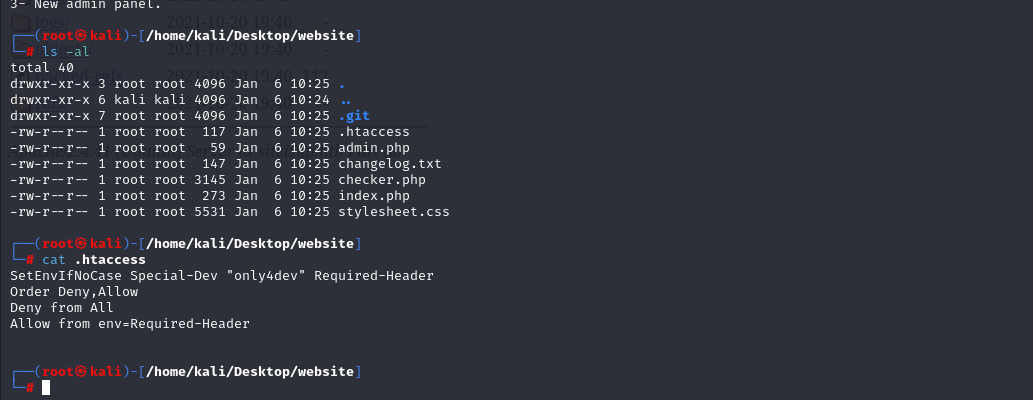 3- New admin panel.
┌──(root㉿kali)-[/home/kali/Desktop/website]
└─# ls -al
total 40
drwxr-xr-x 3 root root 4096 Jan  6 10:25 .
drwxr-xr-x 6 kali kali 4096 Jan  6 10:24 ..
drwxr-xr-x 7 root root 4096 Jan  6 10:25 .git
-rw-r--r-- 1 root root  117 Jan  6 10:25 .htaccess
-rw-r--r-- 1 root root   59 Jan  6 10:25 admin.php
-rw-r--r-- 1 root root  147 Jan  6 10:25 changelog.txt
-rw-r--r-- 1 root root 3145 Jan  6 10:25 checker.php
-rw-r--r-- 1 root root  273 Jan  6 10:25 index.php
-rw-r--r-- 1 root root 5531 Jan  6 10:25 stylesheet.css
┌──(root㉿kali)-[/home/kali/Desktop/website]
└─# cat .htaccess
SetEnvIfNoCase Special-Dev "only4dev" Required-Header
Order Deny,Allow
Deny from All
Allow from env=Required-Header
┌──(root㉿kali)-[/home/kali/Desktop/website]
└─#